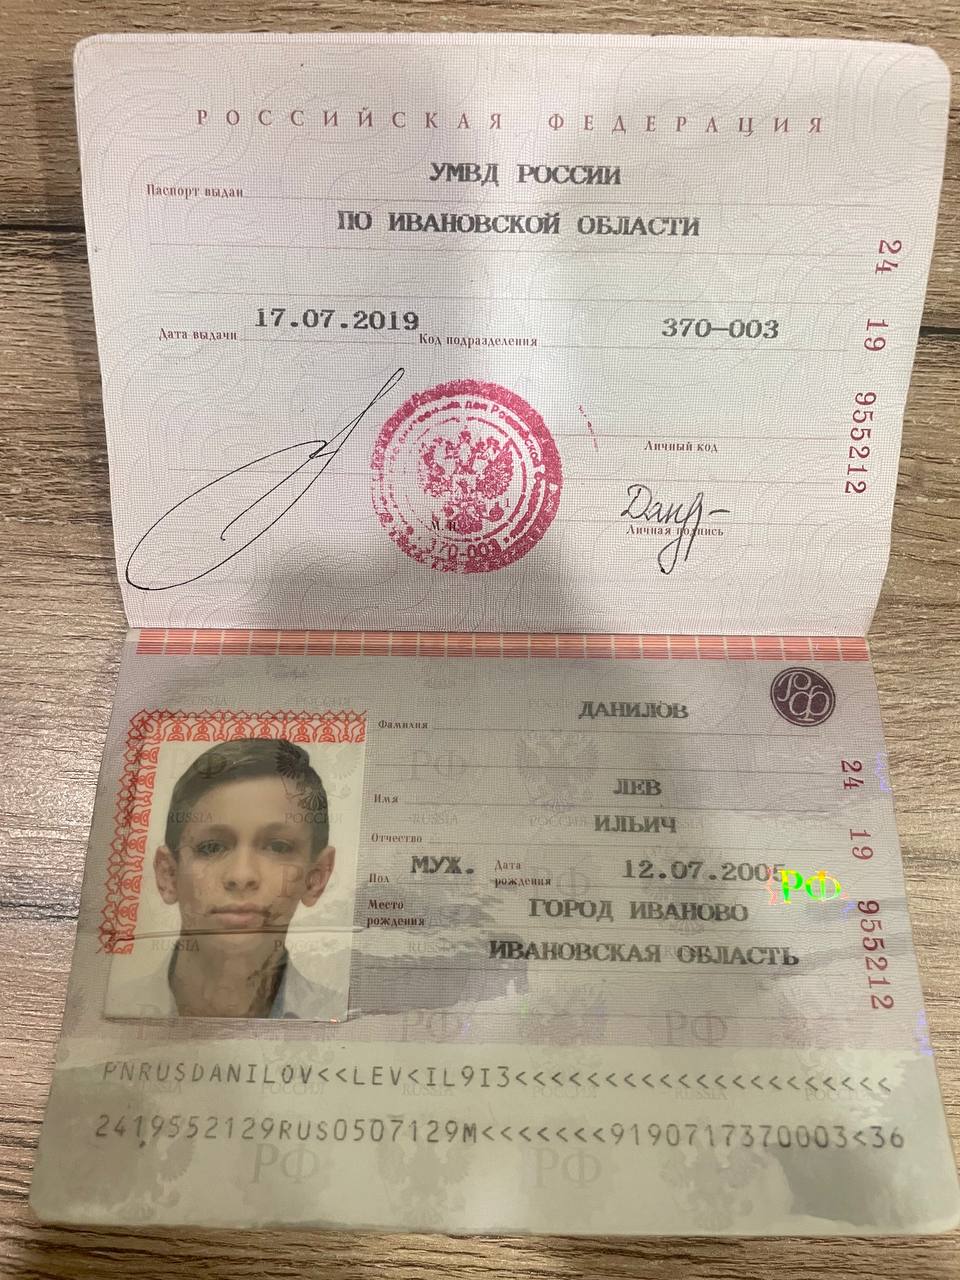 РОССИЙСКАЯ ФЕДЕРАЦИЯ
Паспорт выдан УМВД РОССИИ
ПО ИВАНОВСКОЙ ОБЛАСТИ
Дата выдачи 17.07.2019 Код подразделения 370-003
24 19 955212
Личный код
М.П.
370-003
Личная подпись
РФ
Фамилия ДАНИЛОВ
Имя ЛЕВ
Отчество ИЛЬИЧ
Пол МУЖ. Дата рождения 12.07.2005
РФ
Место рождения ГОРОД ИВАНОВО
ИВАНОВСКАЯ ОБЛАСТЬ
24 19 955212
PNRUSDANILOV<<LEV<IL9I3<<<<<<<<<<<<<<<<<<<<<
2419552129RUS0507129M<<<<<<<9190717370003<36